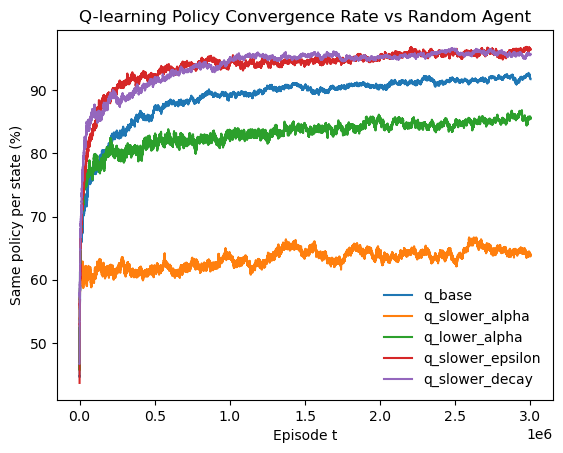 Q-learning Policy Convergence Rate vs Random Agent
Same policy per state (%)
90
80
70
60
50
0.0 0.5 1.0 1.5 2.0 2.5 3.0
1e6
Episode t
q_base
q_slower_alpha
q_lower_alpha
q_slower_epsilon
q_slower_decay